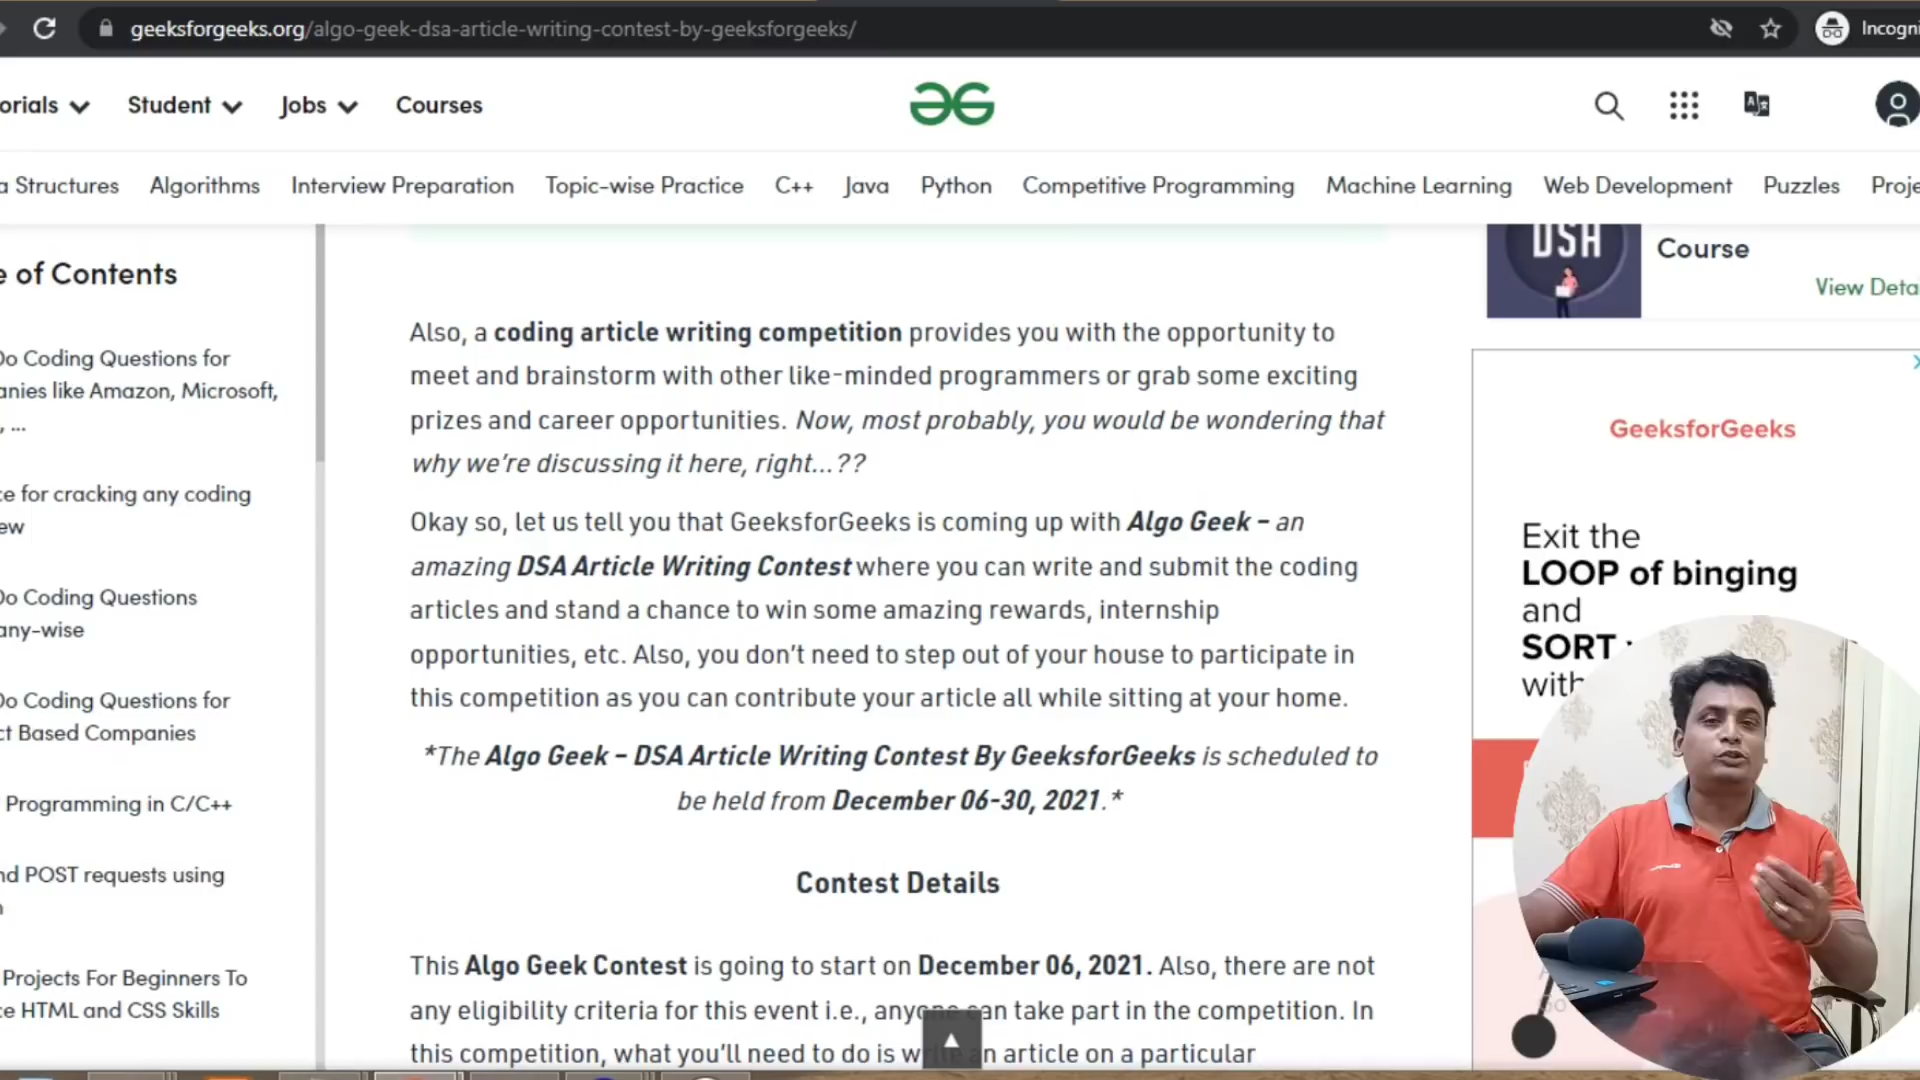 geeksforgeeks.org/algo-geek-dsa-article-writing-contest-by-geeksforgeeks/
Incogni
orials Student Jobs Courses
a Structures Algorithms Interview Preparation Topic-wise Practice C++ Java Python Competitive Programming Machine Learning Web Development Puzzles Proje
e of Contents
Do Coding Questions for
anies like Amazon, Microsoft,
, ...
ce for cracking any coding
ew
Do Coding Questions
any-wise
Do Coding Questions for
ct Based Companies
Programming in C/C++
nd POST requests using
n
Projects For Beginners To
ce HTML and CSS Skills
Also, a coding article writing competition provides you with the opportunity to
meet and brainstorm with other like-minded programmers or grab some exciting
prizes and career opportunities. Now, most probably, you would be wondering that
why we're discussing it here, right...??
Okay so, let us tell you that GeeksforGeeks is coming up with Algo Geek – an
amazing DSA Article Writing Contest where you can write and submit the coding
articles and stand a chance to win some amazing rewards, internship
opportunities, etc. Also, you don't need to step out of your house to participate in
this competition as you can contribute your article all while sitting at your home.
*The Algo Geek – DSA Article Writing Contest By GeeksforGeeks is scheduled to
be held from December 06-30, 2021.*
Contest Details
This Algo Geek Contest is going to start on December 06, 2021. Also, there are not
any eligibility criteria for this event i.e., anyone can take part in the competition. In
this competition, what you'll need to do is write an article on a particular
DSA
Course
View Deta
GeeksforGeeks
Exit the
LOOP of binging
and
SORT
with